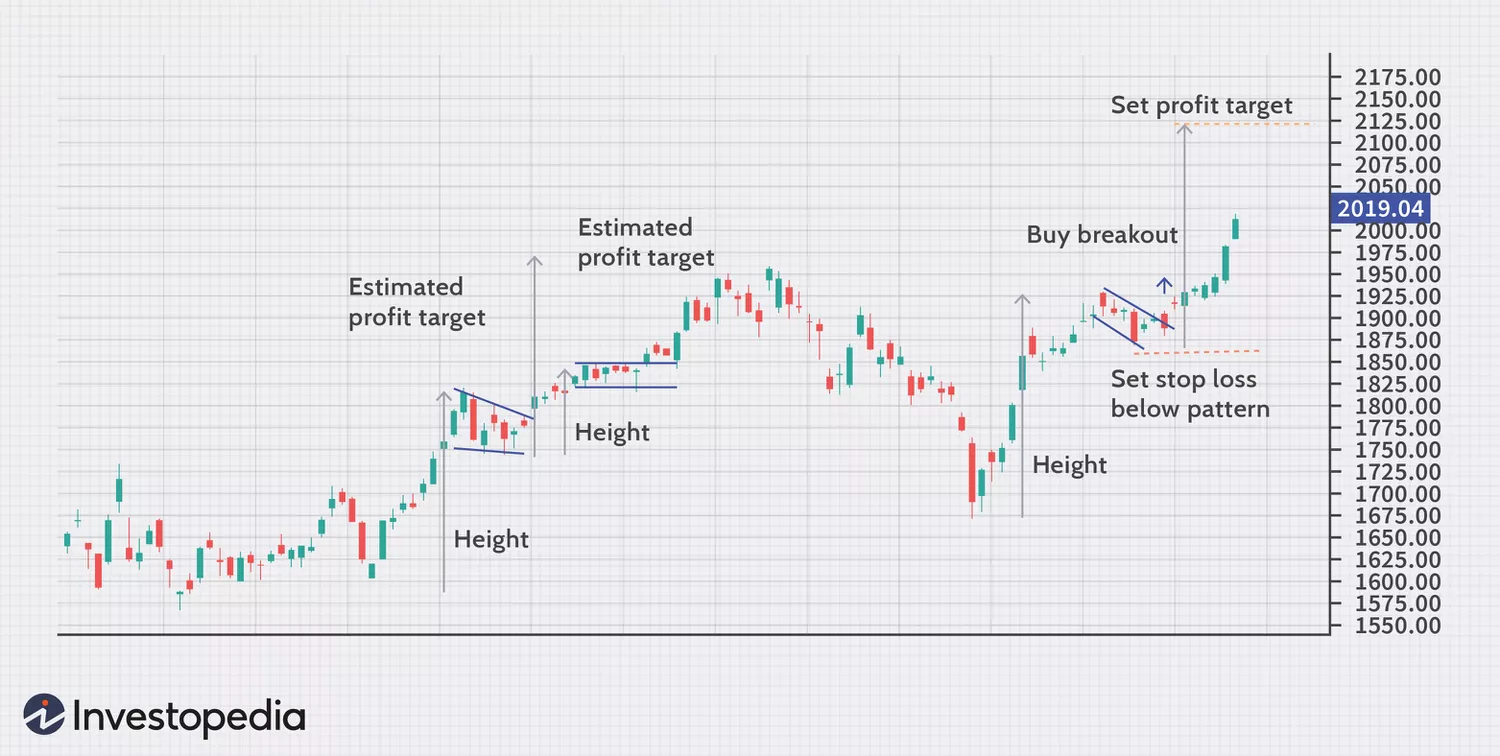 2175.00
Set profit target
2150.00
2125.00
2100.00
2075.00
2050.00
2019.04
2000.00
Estimated
profit target
Buy breakout
1975.00
1950.00
Estimated
profit target
1925.00
1900.00
1875.00
1850.00
Set stop loss
below pattern
1825.00
1800.00
Height
1775.00
1750.00
Height
1725.00
1700.00
1675.00
Height
1650.00
1625.00
1600.00
1575.00
1550.00
Investopedia